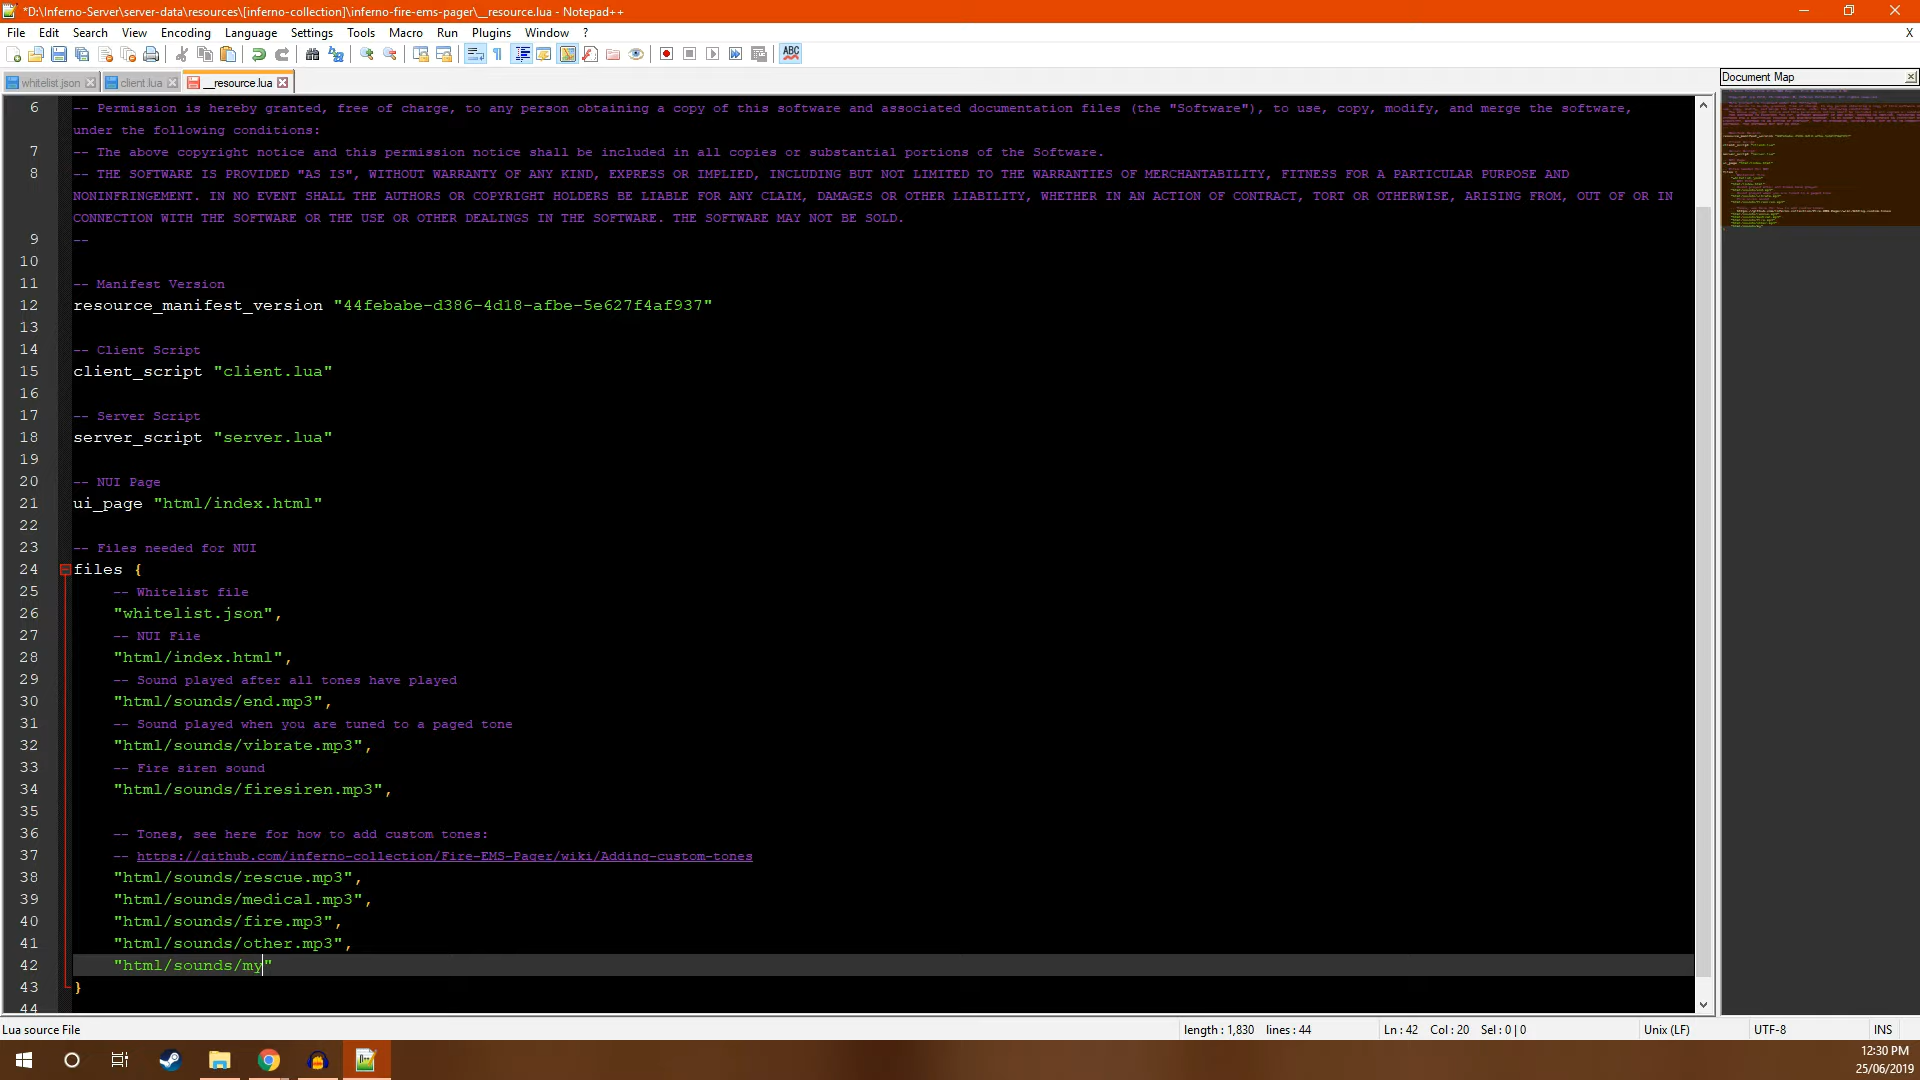 *D:\Inferno-Server\server-data\resources\[inferno-collection]\inferno-fire-ems-pager\__resource.lua - Notepad++
File Edit Search View Encoding Language Settings Tools Macro Run Plugins Window ? X
whitelist.json client.lua __resource.lua
Document Map
6 -- Permission is hereby granted, free of charge, to any person obtaining a copy of this software and associated documentation files (the "Software"), to use, copy, modify, and merge the software,
under the following conditions:
7 -- The above copyright notice and this permission notice shall be included in all copies or substantial portions of the Software.
8 -- THE SOFTWARE IS PROVIDED "AS IS", WITHOUT WARRANTY OF ANY KIND, EXPRESS OR IMPLIED, INCLUDING BUT NOT LIMITED TO THE WARRANTIES OF MERCHANTABILITY, FITNESS FOR A PARTICULAR PURPOSE AND
NONINFRINGEMENT. IN NO EVENT SHALL THE AUTHORS OR COPYRIGHT HOLDERS BE LIABLE FOR ANY CLAIM, DAMAGES OR OTHER LIABILITY, WHETHER IN AN ACTION OF CONTRACT, TORT OR OTHERWISE, ARISING FROM, OUT OF OR IN
CONNECTION WITH THE SOFTWARE OR THE USE OR OTHER DEALINGS IN THE SOFTWARE. THE SOFTWARE MAY NOT BE SOLD.
9 --
10
11 -- Manifest Version
12 resource_manifest_version "44febabe-d386-4d18-afbe-5e627f4af937"
13
14 -- Client Script
15 client_script "client.lua"
16
17 -- Server Script
18 server_script "server.lua"
19
20 -- NUI Page
21 ui_page "html/index.html"
22
23 -- Files needed for NUI
24 files {
25 -- Whitelist file
26 "whitelist.json",
27 -- NUI File
28 "html/index.html",
29 -- Sound played after all tones have played
30 "html/sounds/end.mp3",
31 -- Sound played when you are tuned to a paged tone
32 "html/sounds/vibrate.mp3",
33 -- Fire siren sound
34 "html/sounds/firesiren.mp3",
35
36 -- Tones, see here for how to add custom tones:
37 -- https://github.com/inferno-collection/Fire-EMS-Pager/wiki/Adding-custom-tones
38 "html/sounds/rescue.mp3",
39 "html/sounds/medical.mp3",
40 "html/sounds/fire.mp3",
41 "html/sounds/other.mp3",
42 "html/sounds/my"
43 }
44
Lua source File length : 1,830 lines : 44 Ln : 42 Col : 20 Sel : 0 | 0 Unix (LF) UTF-8 INS
12:30 PM
25/06/2019